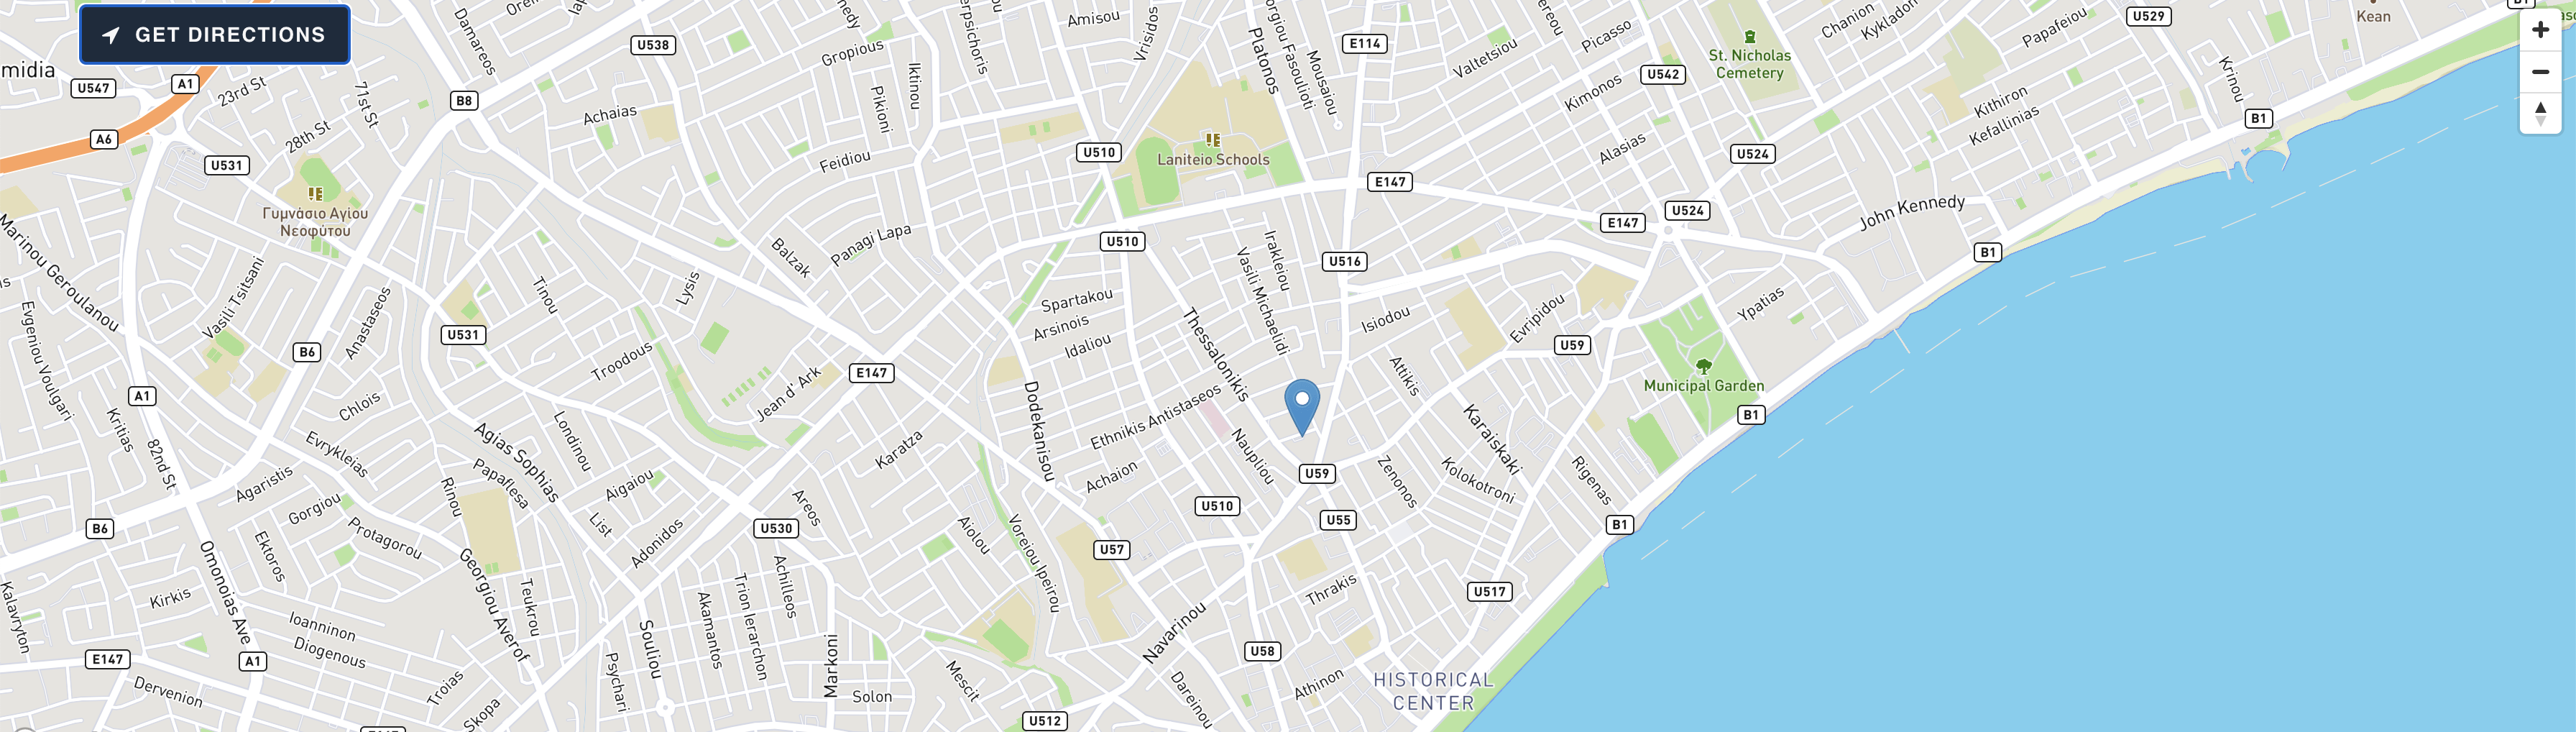 GET DIRECTIONS
midia
U547
A1
A6
23rd St
71st St
28th St
U531
Γυμνάσιο Αγίου
Νεοφύτου
Damareos
B8
U538
Achaias
Gropious
Iktinou
Pikioni
Feidiou
Amisou
Vrisidos
Platonos
Mousaiou
E114
U510
Laniteio Schools
Valtetsiou
Picasso
Kimonos
U542
Alasias
St. Nicholas
Cemetery
Chanion
Kykladon
Papafeiou
U529
Kean
Krinou
B1
Kithiron
Kefallinias
U524
E147
E147
U524
John Kennedy
B1
Marinou Geroulanou
Evgeniou Voulgari
Vasili Tsitsani
Anastaseos
B6
U531
Tinou
Lysis
Balzak
Panagi Lapa
Troodous
Jean d' Ark
E147
U510
Spartakou
Arsinois
Idaliou
Thessalonikis
Vasili Michaelidi
Irakleiou
U516
Isiodou
Evripidou
U59
Attikis
Ypatias
Municipal Garden
B1
A1
Kritias
82nd St
Chlois
Evrykleias
Agaristis
Gorgiou
Protagorou
Ektoros
Rinou
Agias Sophias
Papaflesa
Londinou
Aigaiou
List
Adonidos
Karatza
Areos
U530
Dodekanisou
Ethnikis Antistaseos
Achaion
Naupliou
U59
U510
U55
Zenonos
Karaiskaki
Kolokotroni
Rigenas
B1
B6
Kalavryton
Omonoias Ave
Kirkis
Ioanninon
Diogenous
Georgiou Averof
Teukrou
Achilleos
Trion Ierarchon
Akamantos
Souliou
Psychari
Markoni
Solon
Aiolou
Voreiou Ipeirou
U57
Navarinou
Thrakis
U517
U58
E147
A1
Dervenion
Troias
Skopa
Mescit
U512
Dareinou
Athinon
HISTORICAL
CENTER